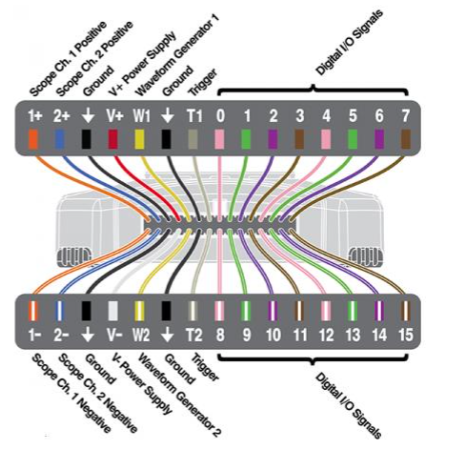 Scope Ch. 1 Positive
Scope Ch. 2 Positive
Ground
V+ Power Supply
Waveform Generator 1
Ground
Trigger
Digital I/O Signals
1+ 2+ ↓ V+ W1 ↓ T1 0 1 2 3 4 5 6 7
1- 2- ↓ V- W2 ↓ T2 8 9 10 11 12 13 14 15
Scope Ch. 1 Negative
Scope Ch. 2 Negative
Ground
V- Power Supply
Waveform Generator 2
Ground
Trigger
Digital I/O Signals